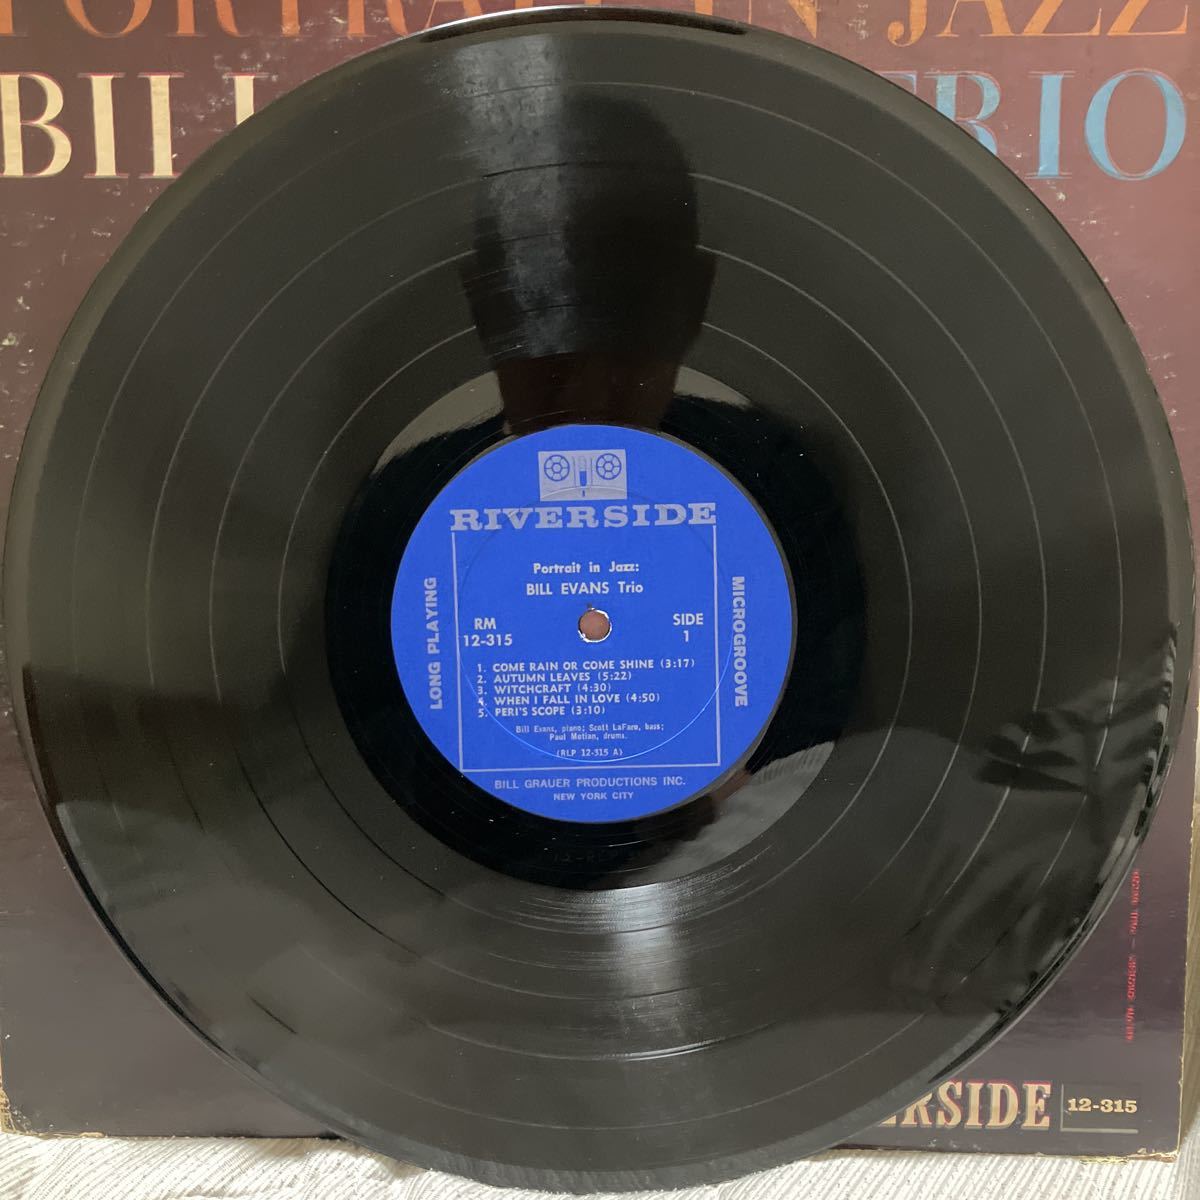 PORTRAIT IN JAZZ
BILL TRIO
RIVERSIDE
Portrait in Jazz:
BILL EVANS Trio
LONG PLAYING
MICROGROOVE
RM
12-315
SIDE
1
1. COME RAIN OR COME SHINE (3:17)
2. AUTUMN LEAVES (5:22)
3. WITCHCRAFT (4:30)
4. WHEN I FALL IN LOVE (4:50)
5. PERI'S SCOPE (3:10)
Bill Evans, piano; Scott LaFaro, bass;
Paul Motian, drums.
(RLP 12-315 A)
BILL GRAUER PRODUCTIONS INC.
NEW YORK CITY
ERSIDE 12-315